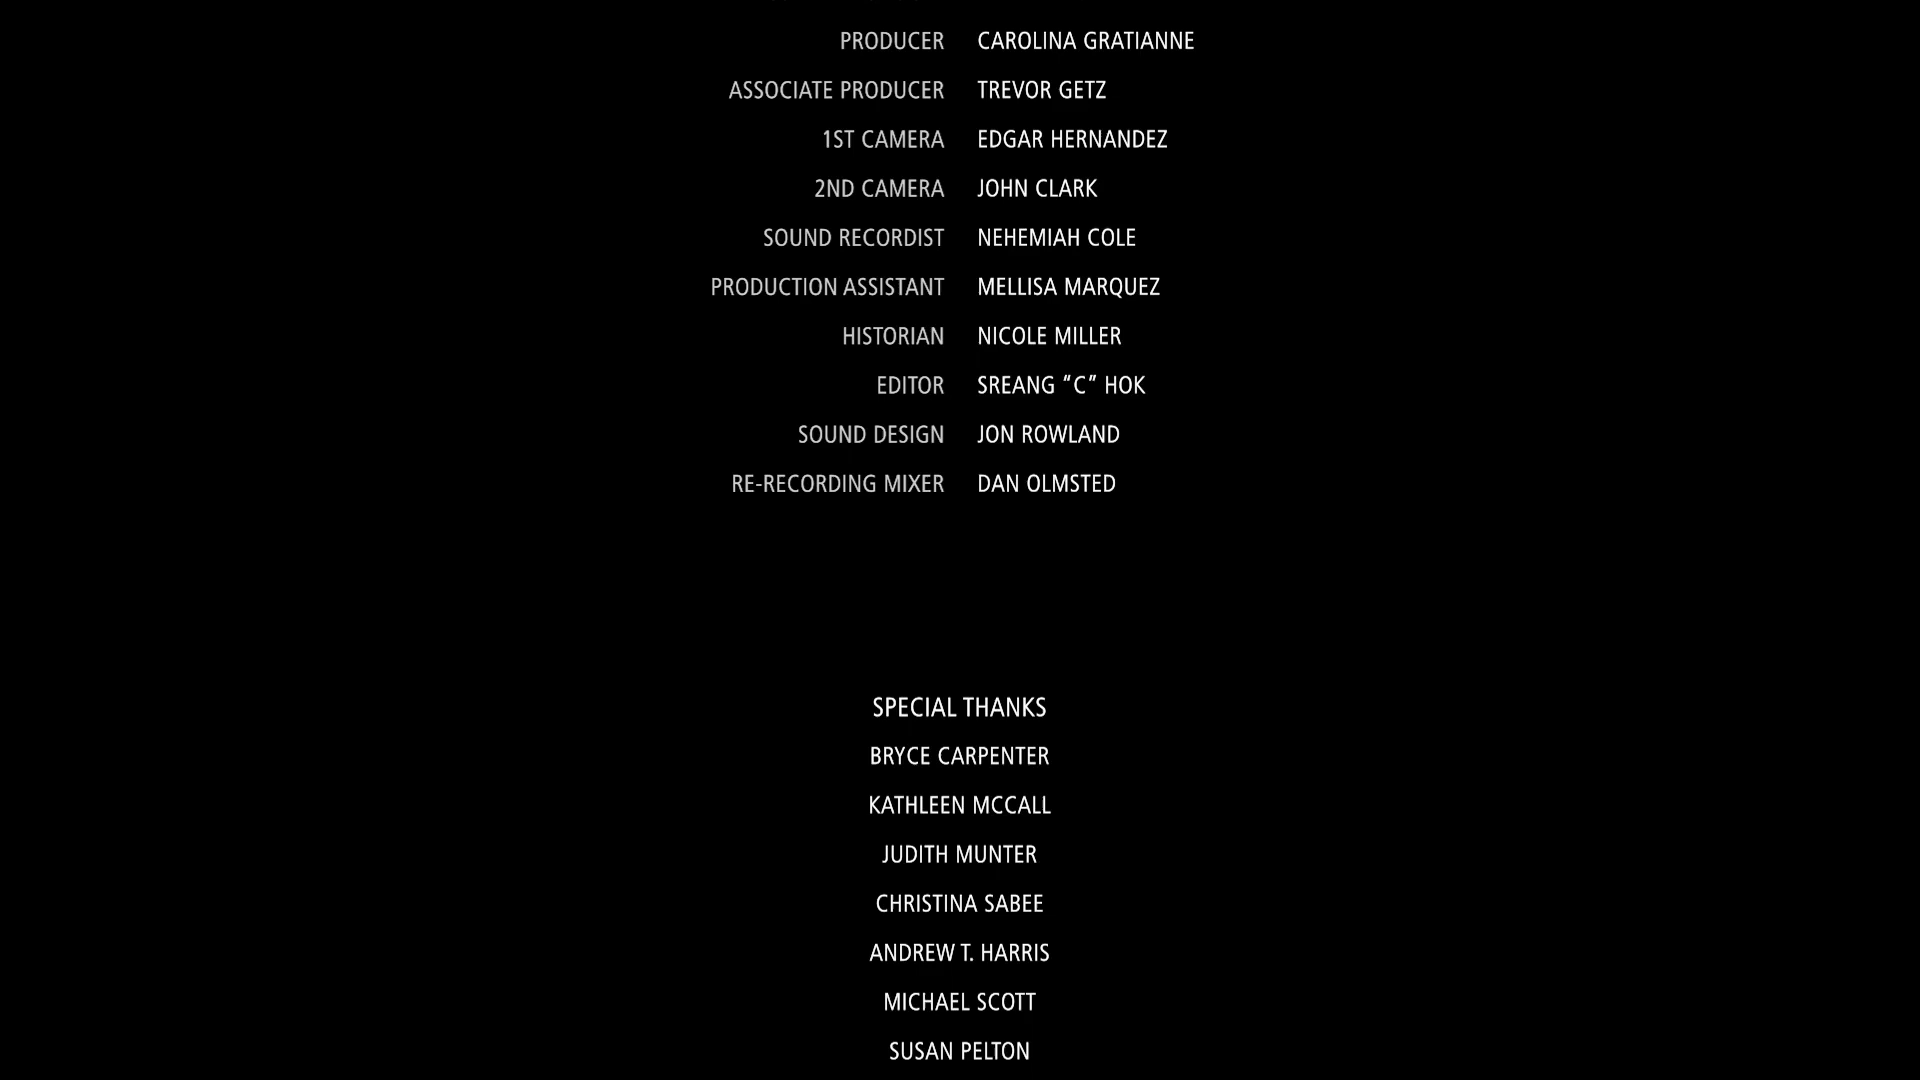 PRODUCER CAROLINA GRATIANNE
ASSOCIATE PRODUCER TREVOR GETZ
1ST CAMERA EDGAR HERNANDEZ
2ND CAMERA JOHN CLARK
SOUND RECORDIST NEHEMIAH COLE
PRODUCTION ASSISTANT MELLISA MARQUEZ
HISTORIAN NICOLE MILLER
EDITOR SREANG “C” HOK
SOUND DESIGN JON ROWLAND
RE-RECORDING MIXER DAN OLMSTED
SPECIAL THANKS
BRYCE CARPENTER
KATHLEEN MCCALL
JUDITH MUNTER
CHRISTINA SABEE
ANDREW T. HARRIS
MICHAEL SCOTT
SUSAN PELTON